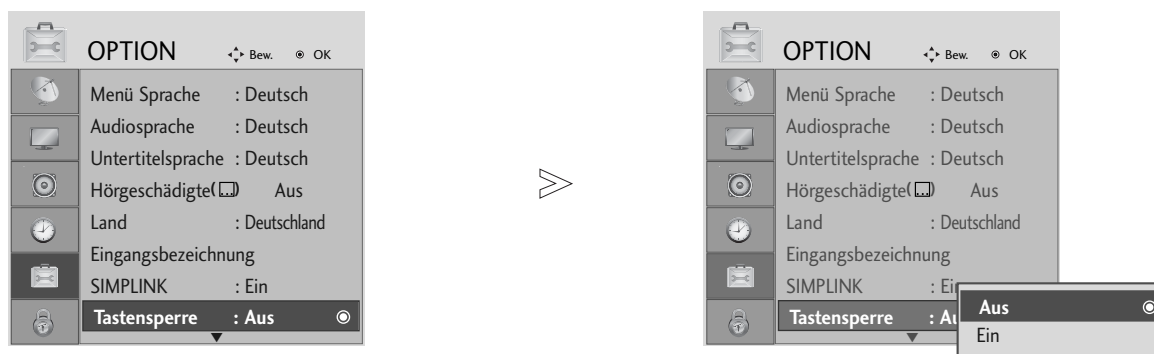 OPTION Bew. OK
Menü Sprache : Deutsch
Audiosprache : Deutsch
Untertitelsprache : Deutsch
Hörgeschädigte( ) Aus
Land : Deutschland
Eingangsbezeichnung
SIMPLINK : Ein
Tastensperre : Aus
>
OPTION Bew. OK
Menü Sprache : Deutsch
Audiosprache : Deutsch
Untertitelsprache : Deutsch
Hörgeschädigte( ) Aus
Land : Deutschland
Eingangsbezeichnung
SIMPLINK : Ei
Tastensperre : Au
Aus
Ein